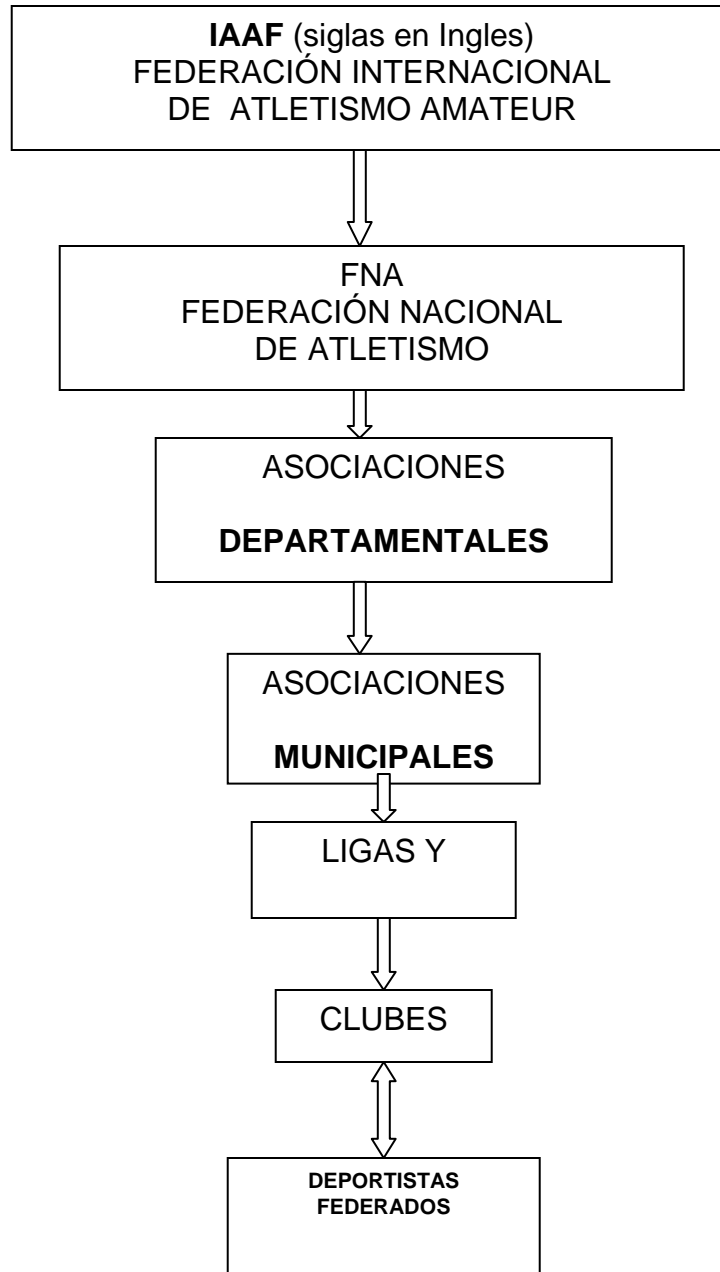 IAAF (siglas en Ingles)
FEDERACIÓN INTERNACIONAL
DE ATLETISMO AMATEUR
FNA
FEDERACIÓN NACIONAL
DE ATLETISMO
ASOCIACIONES
DEPARTAMENTALES
ASOCIACIONES
MUNICIPALES
LIGAS Y
CLUBES
DEPORTISTAS
FEDERADOS